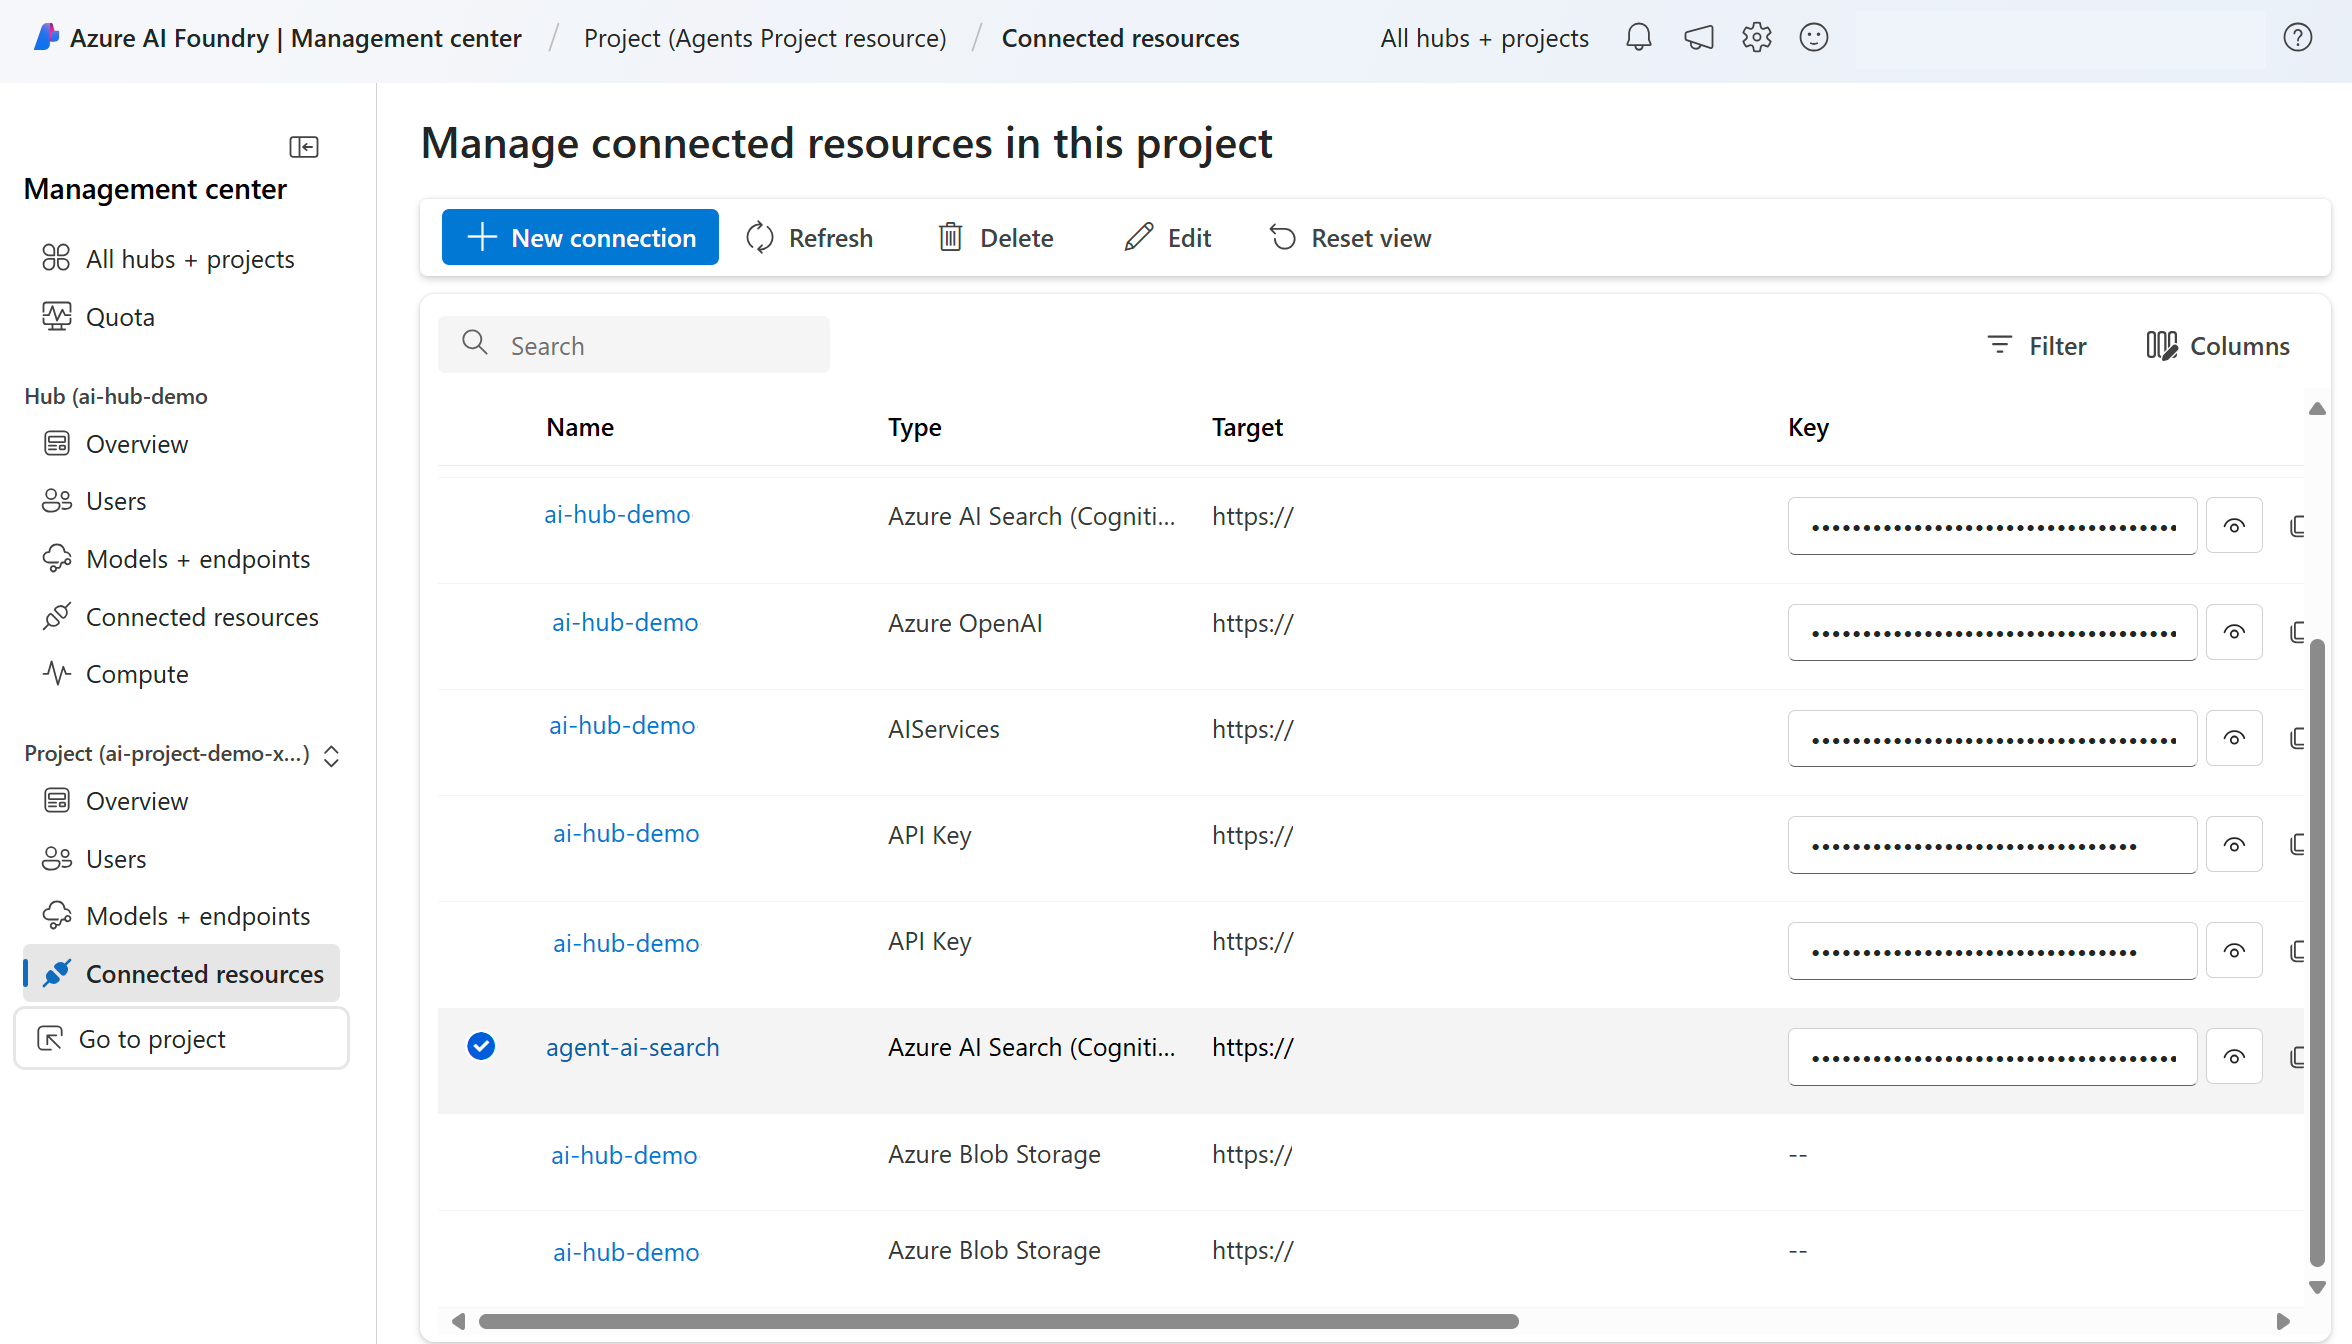 Azure AI Foundry | Management center / Project (Agents Project resource) / Connected resources All hubs + projects
Management center
All hubs + projects
Quota
Hub (ai-hub-demo
Overview
Users
Models + endpoints
Connected resources
Compute
Project (ai-project-demo-x...)
Overview
Users
Models + endpoints
Connected resources
Go to project
Manage connected resources in this project
New connection Refresh Delete Edit Reset view
Search Filter Columns
Name Type Target Key
ai-hub-demo Azure AI Search (Cogniti... https:// ••••••••••••••••••••••••••••••••••••
ai-hub-demo Azure OpenAI https:// ••••••••••••••••••••••••••••••••••••
ai-hub-demo AIServices https:// ••••••••••••••••••••••••••••••••••••
ai-hub-demo API Key https:// ••••••••••••••••••••••••••••••••
ai-hub-demo API Key https:// ••••••••••••••••••••••••••••••••
agent-ai-search Azure AI Search (Cogniti... https:// ••••••••••••••••••••••••••••••••••••
ai-hub-demo Azure Blob Storage https:// --
ai-hub-demo Azure Blob Storage https:// --